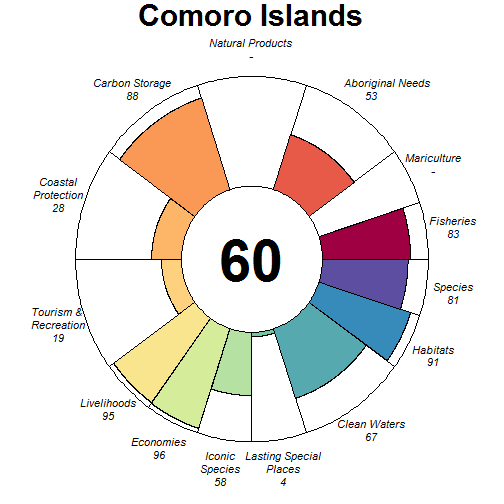 Comoro Islands
Natural Products
-
Carbon Storage
88
Aboriginal Needs
53
Mariculture
-
Coastal
Protection
28
Fisheries
83
60
Species
81
Tourism &
Recreation
19
Habitats
91
Livelihoods
95
Clean Waters
67
Economies
96
Iconic
Species
58
Lasting Special
Places
4